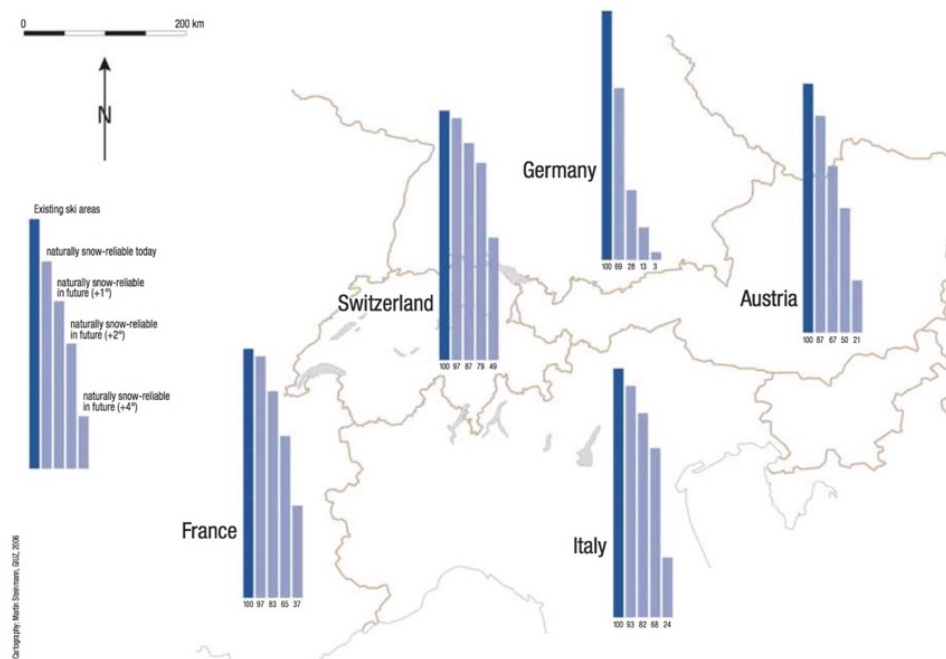 0 200 km
N
Existing ski areas
naturally snow-reliable today
naturally snow-reliable
in future (+1°)
naturally snow-reliable
in future (+2°)
naturally snow-reliable
in future (+4°)
Switzerland
100 97 87 79 49
Germany
100 69 28 13 3
Austria
100 87 67 50 21
France
100 97 83 65 37
Italy
100 93 82 68 24
Cartography: Martin Steinmann, GIUZ, 2006